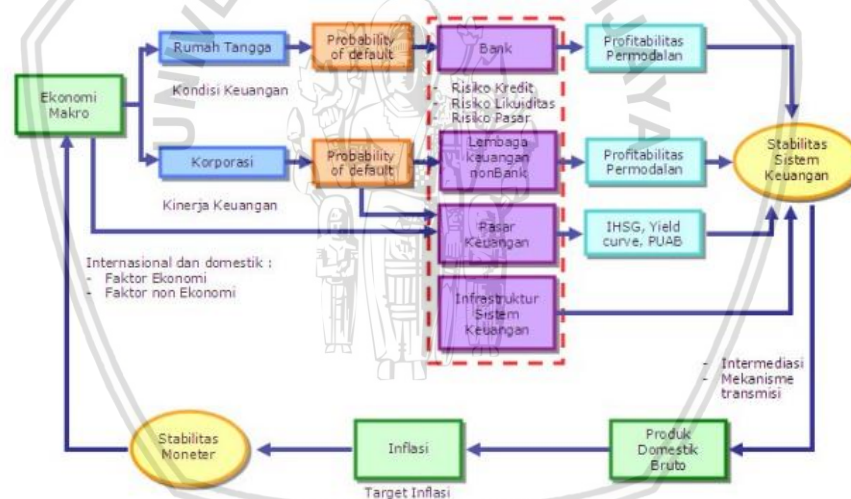 Rumah Tangga
Probability
of default
Bank
Profitabilitas
Permodalan
Ekonomi
Makro
Kondisi Keuangan
- Risiko Kredit
- Risiko Likuiditas
Risiko Pasar
Korporasi
Probability
of default
Lembaga
keuangan
nonBank
Profitabilitas
Permodalan
Stabilitas
Sistem
Keuangan
Kinerja Keuangan
Pasar
Keuangan
IHSG, Yield
curve, PUAB
Internasional dan domestik :
- Faktor Ekonomi
- Faktor non Ekonomi
Infrastruktur
Sistem
Keuangan
- Intermediasi
- Mekanisme
transmisi
Stabilitas
Moneter
Inflasi
Produk
Domestik
Bruto
Target Inflasi